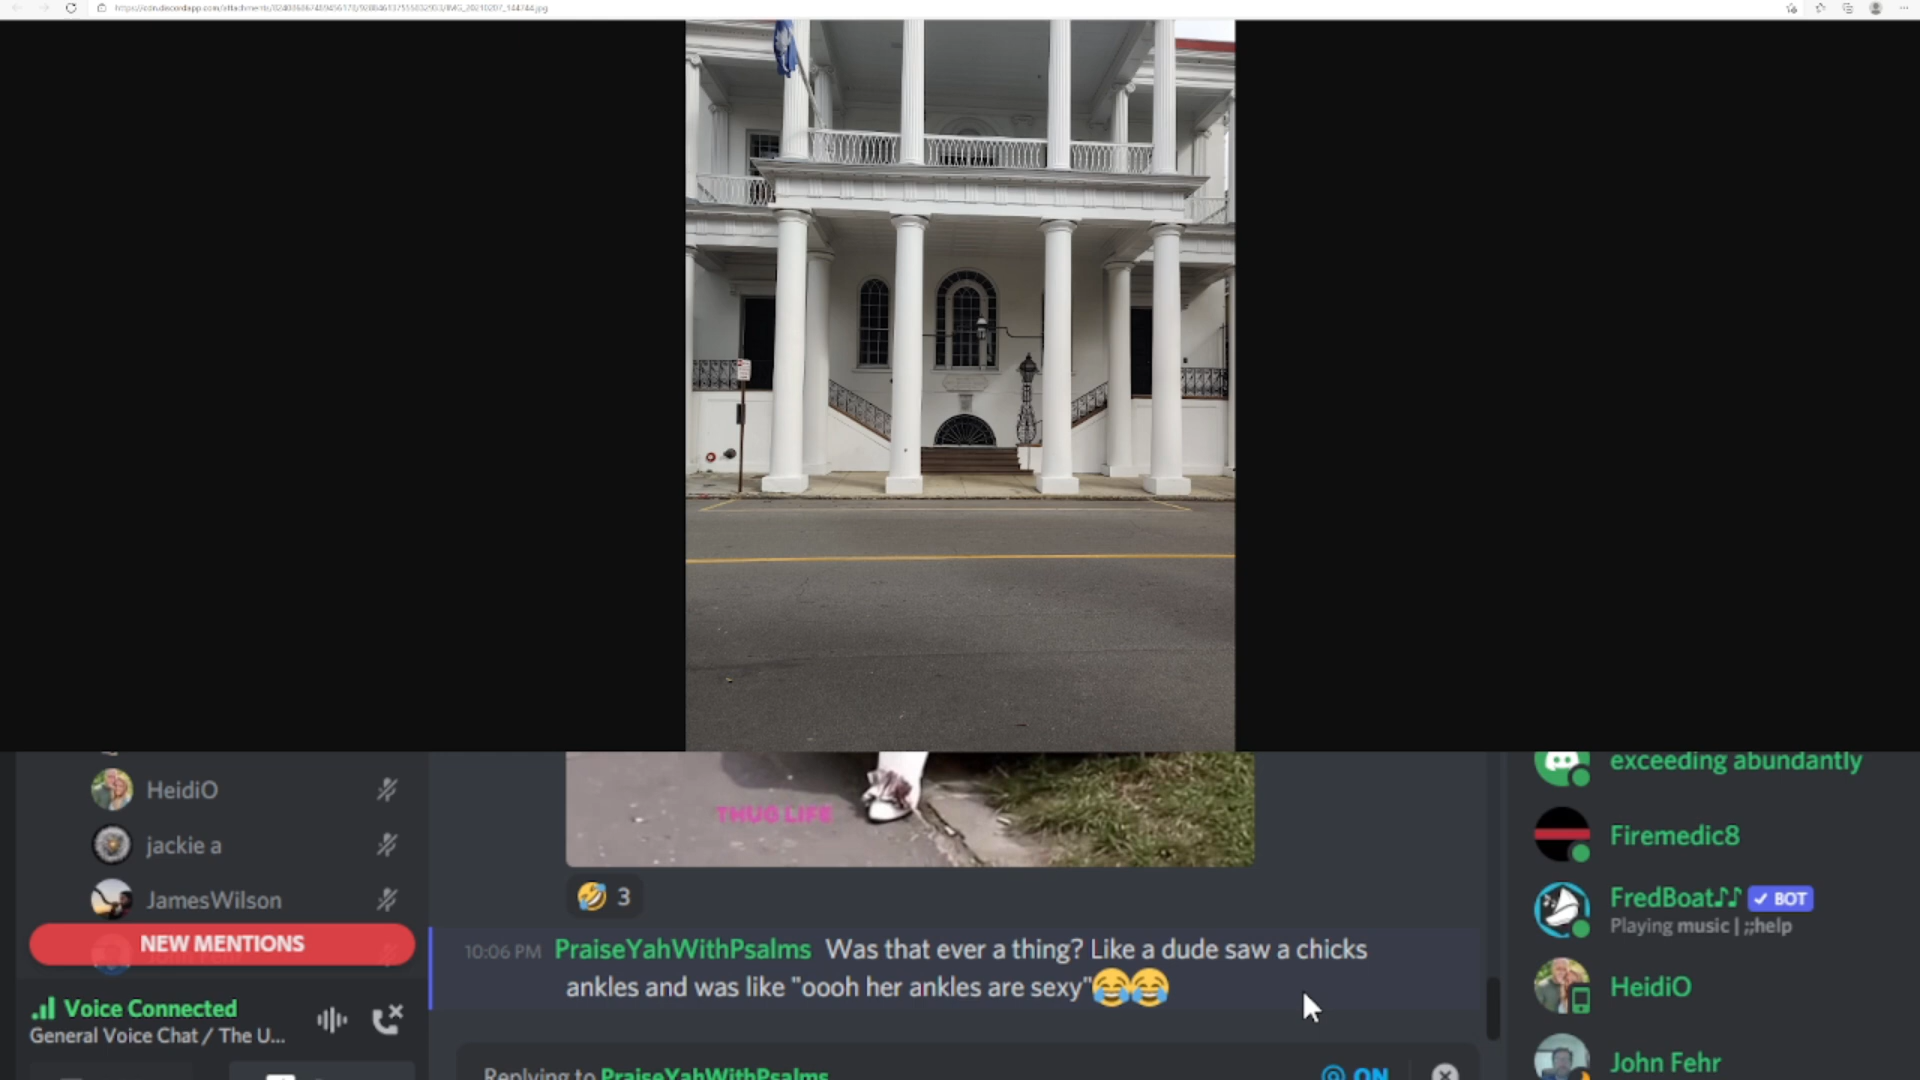 HeidiO
jackie a
JamesWilson
NEW MENTIONS
Voice Connected
General Voice Chat / The U...
THUG LIFE
3
10:06 PM PraiseYahWithPsalms Was that ever a thing? Like a dude saw a chicks
ankles and was like "oooh her ankles are sexy"😂😂
Replying to PraiseYahWithPsalms
@ ON
exceeding abundantly
Firemedic8
FredBoat♪♪ ✓ BOT
Playing music | ;;help
HeidiO
John Fehr